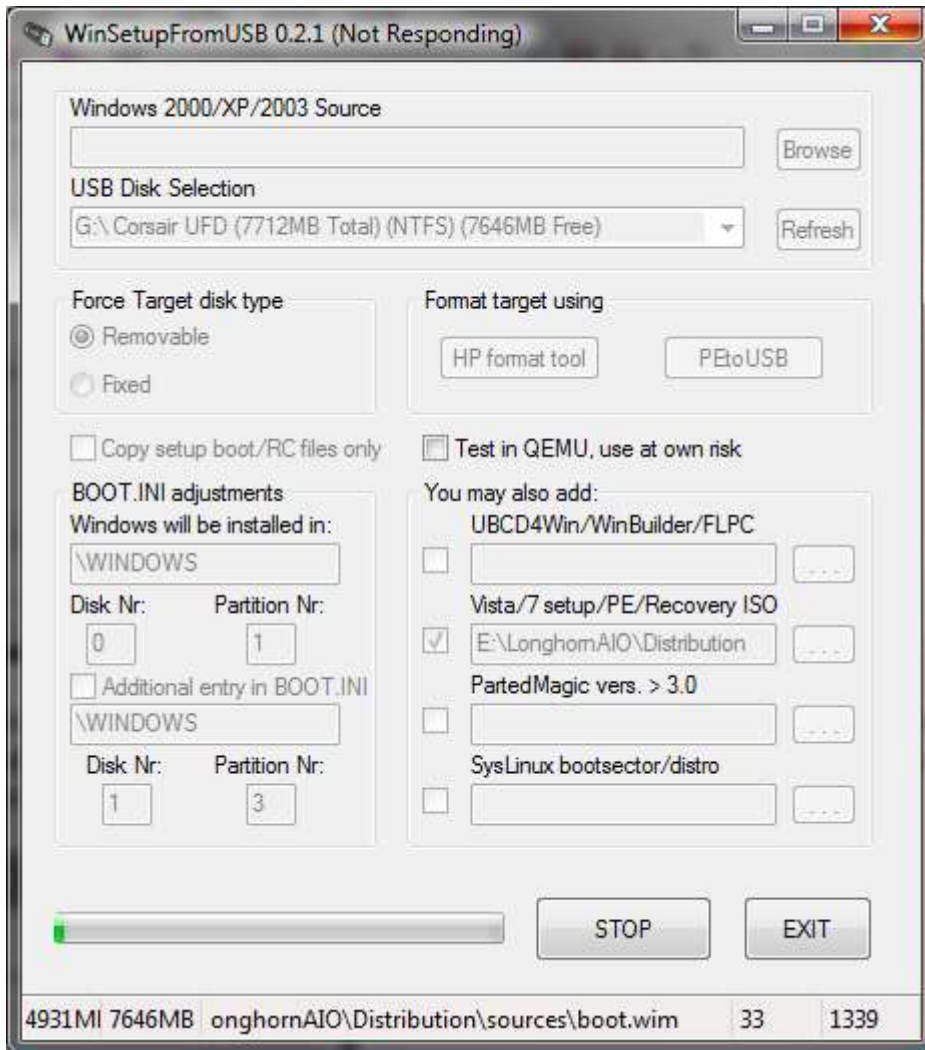 WinSetupFromUSB 0.2.1 (Not Responding)
Windows 2000/XP/2003 Source
Browse
USB Disk Selection
G:\ Corsair UFD (7712MB Total) (NTFS) (7646MB Free)
Refresh
Force Target disk type
Removable
Fixed
Format target using
HP format tool
PEtoUSB
Copy setup boot/RC files only
Test in QEMU, use at own risk
BOOT.INI adjustments
Windows will be installed in:
\WINDOWS
Disk Nr: Partition Nr:
0 1
Additional entry in BOOT.INI
\WINDOWS
Disk Nr: Partition Nr:
1 3
You may also add:
UBCD4Win/WinBuilder/FLPC
. . .
Vista/7 setup/PE/Recovery ISO
E:\LonghornAIO\Distribution
. . .
PartedMagic vers. > 3.0
. . .
SysLinux bootsector/distro
. . .
STOP
EXIT
4931MI 7646MB onghornAIO\Distribution\sources\boot.wim 33 1339